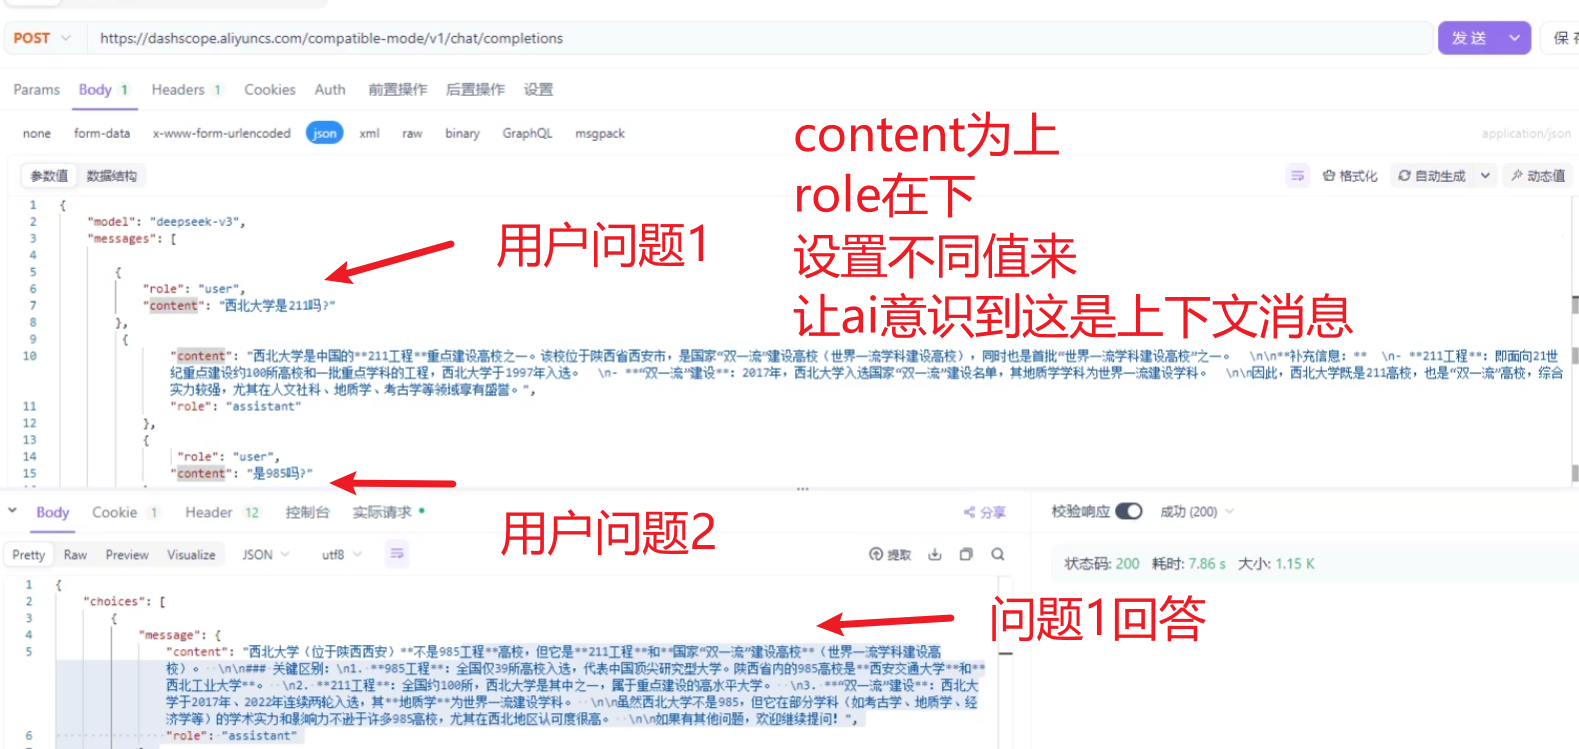 POST https://dashscope.aliyuncs.com/compatible-mode/v1/chat/completions 发送 保存
Params Body 1 Headers 1 Cookies Auth 前置操作 后置操作 设置
none form-data x-www-form-urlencoded json xml raw binary GraphQL msgpack application/json
content为上
role在下
设置不同值来
让ai意识到这是上下文消息
参数值 数据结构 格式化 自动生成 动态值
1 {
2 "model": "deepseek-v3",
3 "messages": [
用户问题1
4
5 {
6 "role": "user",
7 "content": "西北大学是211吗?"
8 },
9 {
10 "content": "西北大学是中国的**211工程**重点建设高校之一。该校位于陕西省西安市，是国家“双一流”建设高校（世界一流学科建设高校），同时也是首批“世界一流学科建设高校”之一。 \n\n**补充信息：** \n- **211工程**：即面向21世
纪重点建设约100所高校和一批重点学科的工程，西北大学于1997年入选。 \n- **“双一流”建设**：2017年，西北大学入选国家“双一流”建设名单，其地质学学科为世界一流建设学科。 \n\n因此，西北大学既是211高校，也是“双一流”高校，综合
实力较强，尤其在人文社科、地质学、考古学等领域享有盛誉。",
11 "role": "assistant"
12 },
13 {
14 "role": "user",
15 "content": "是985吗?"
Body Cookie 1 Header 12 控制台 实际请求 分享 校验响应 成功 (200)
用户问题2
Pretty Raw Preview Visualize JSON utf8 提取
状态码: 200 耗时: 7.86 s 大小: 1.15 K
1 {
2 "choices": [
问题1回答
3 {
4 "message": {
5 "content": "西北大学（位于陕西西安）**不是985工程**高校，但它是**211工程**和**国家“双一流”建设高校**（世界一流学科建设高
校）。 \n\n### 关键区别：\n1. **985工程**：全国仅39所高校入选，代表中国顶尖研究型大学。陕西省内的985高校是**西安交通大学**和**
西北工业大学**。 \n2. **211工程**：全国约100所，西北大学是其中之一，属于重点建设的高水平大学。 \n3. **“双一流”建设**：西北大
学于2017年、2022年连续两轮入选，其**地质学**为世界一流建设学科。 \n\n虽然西北大学不是985，但它在部分学科（如考古学、地质学、经
济学等）的学术实力和影响力不逊于许多985高校，尤其在西北地区认可度很高。 \n\n如果有其他问题，欢迎继续提问！",
6 "role": "assistant"